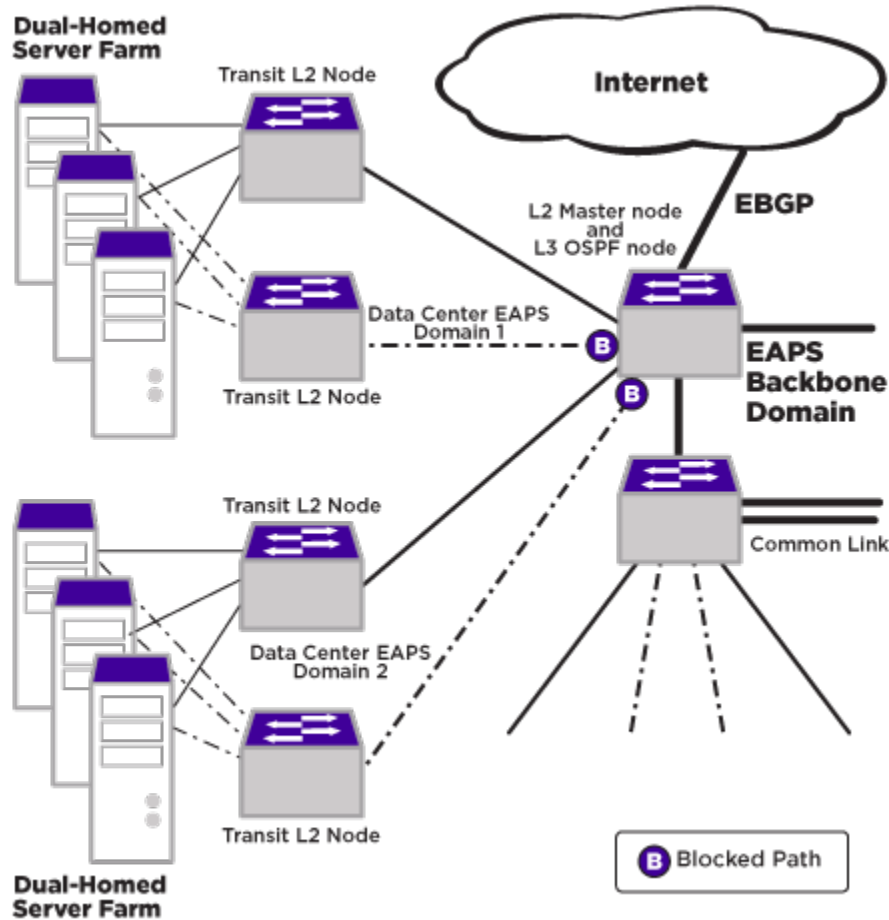 Dual-Homed
Server Farm
Transit L2 Node
Internet
L2 Master node
and
L3 OSPF node
EBGP
Data Center EAPS
Domain 1
B
B
Transit L2 Node
EAPS
Backbone
Domain
Transit L2 Node
Common Link
Data Center EAPS
Domain 2
Transit L2 Node
B Blocked Path
Dual-Homed
Server Farm